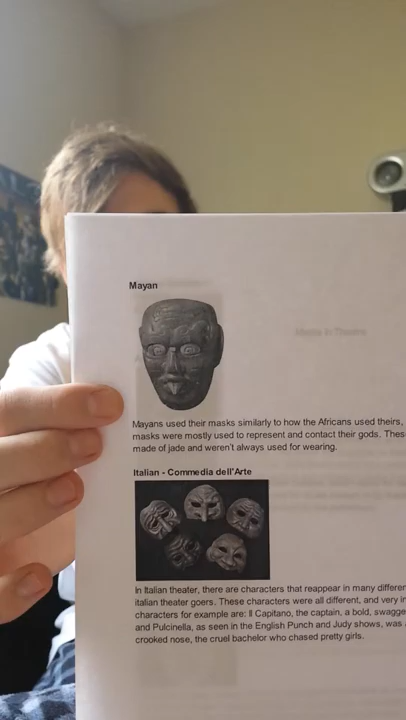 Mayan
Masks in Theatre
Mayans used their masks similarly to how the Africans used theirs,
masks were mostly used to represent and contact their gods. Thes
made of jade and weren't always used for wearing.
Italian - Commedia dell'Arte
In Italian theater, there are characters that reappear in many differe
italian theater goers. These characters were all different, and very in
characters for example are: Il Capitano, the captain, a bold, swagge
and Pulcinella, as seen in the English Punch and Judy shows, was
crooked nose, the cruel bachelor who chased pretty girls.